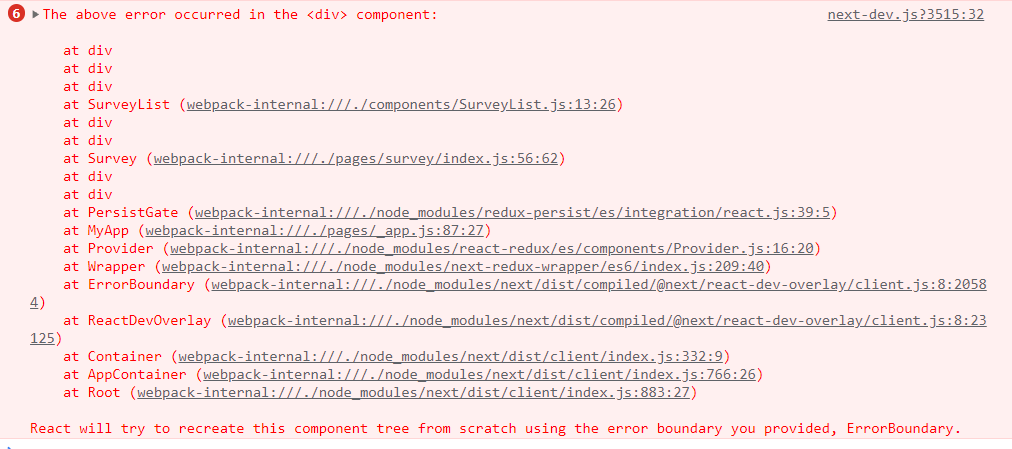 6 ▶The above error occurred in the <div> component: next-dev.js?3515:32
at div
at div
at div
at SurveyList (webpack-internal:///./components/SurveyList.js:13:26)
at div
at div
at Survey (webpack-internal:///./pages/survey/index.js:56:62)
at div
at div
at PersistGate (webpack-internal:///./node_modules/redux-persist/es/integration/react.js:39:5)
at MyApp (webpack-internal:///./pages/_app.js:87:27)
at Provider (webpack-internal:///./node_modules/react-redux/es/components/Provider.js:16:20)
at Wrapper (webpack-internal:///./node_modules/next-redux-wrapper/es6/index.js:209:40)
at ErrorBoundary (webpack-internal:///./node_modules/next/dist/compiled/@next/react-dev-overlay/client.js:8:2058
4)
at ReactDevOverlay (webpack-internal:///./node_modules/next/dist/compiled/@next/react-dev-overlay/client.js:8:23
125)
at Container (webpack-internal:///./node_modules/next/dist/client/index.js:332:9)
at AppContainer (webpack-internal:///./node_modules/next/dist/client/index.js:766:26)
at Root (webpack-internal:///./node_modules/next/dist/client/index.js:883:27)
React will try to recreate this component tree from scratch using the error boundary you provided, ErrorBoundary.